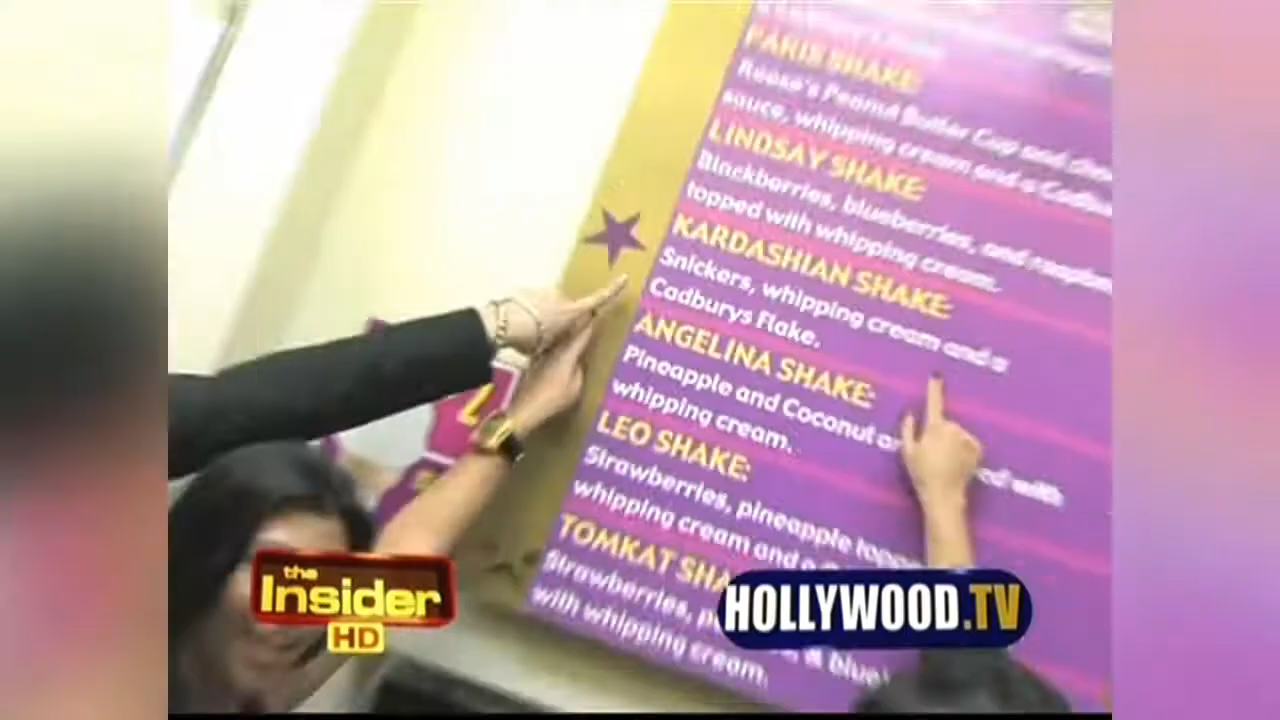 PARIS SHAKE:
Reese's Peanut Butter Cup and
sauce, whipping cream and a
LINDSAY SHAKE:
Blackberries, blueberries, and
topped with whipping cream.
KARDASHIAN SHAKE:
Snickers, whipping cream and a
Cadburys Flake.
ANGELINA SHAKE:
Pineapple and Coconut with
whipping cream.
LEO SHAKE:
Strawberries, pineapple
whipping cream and a
TOMKAT
Strawberries, &
with whipping cream.
the
Insider
HD
HOLLYWOOD.TV